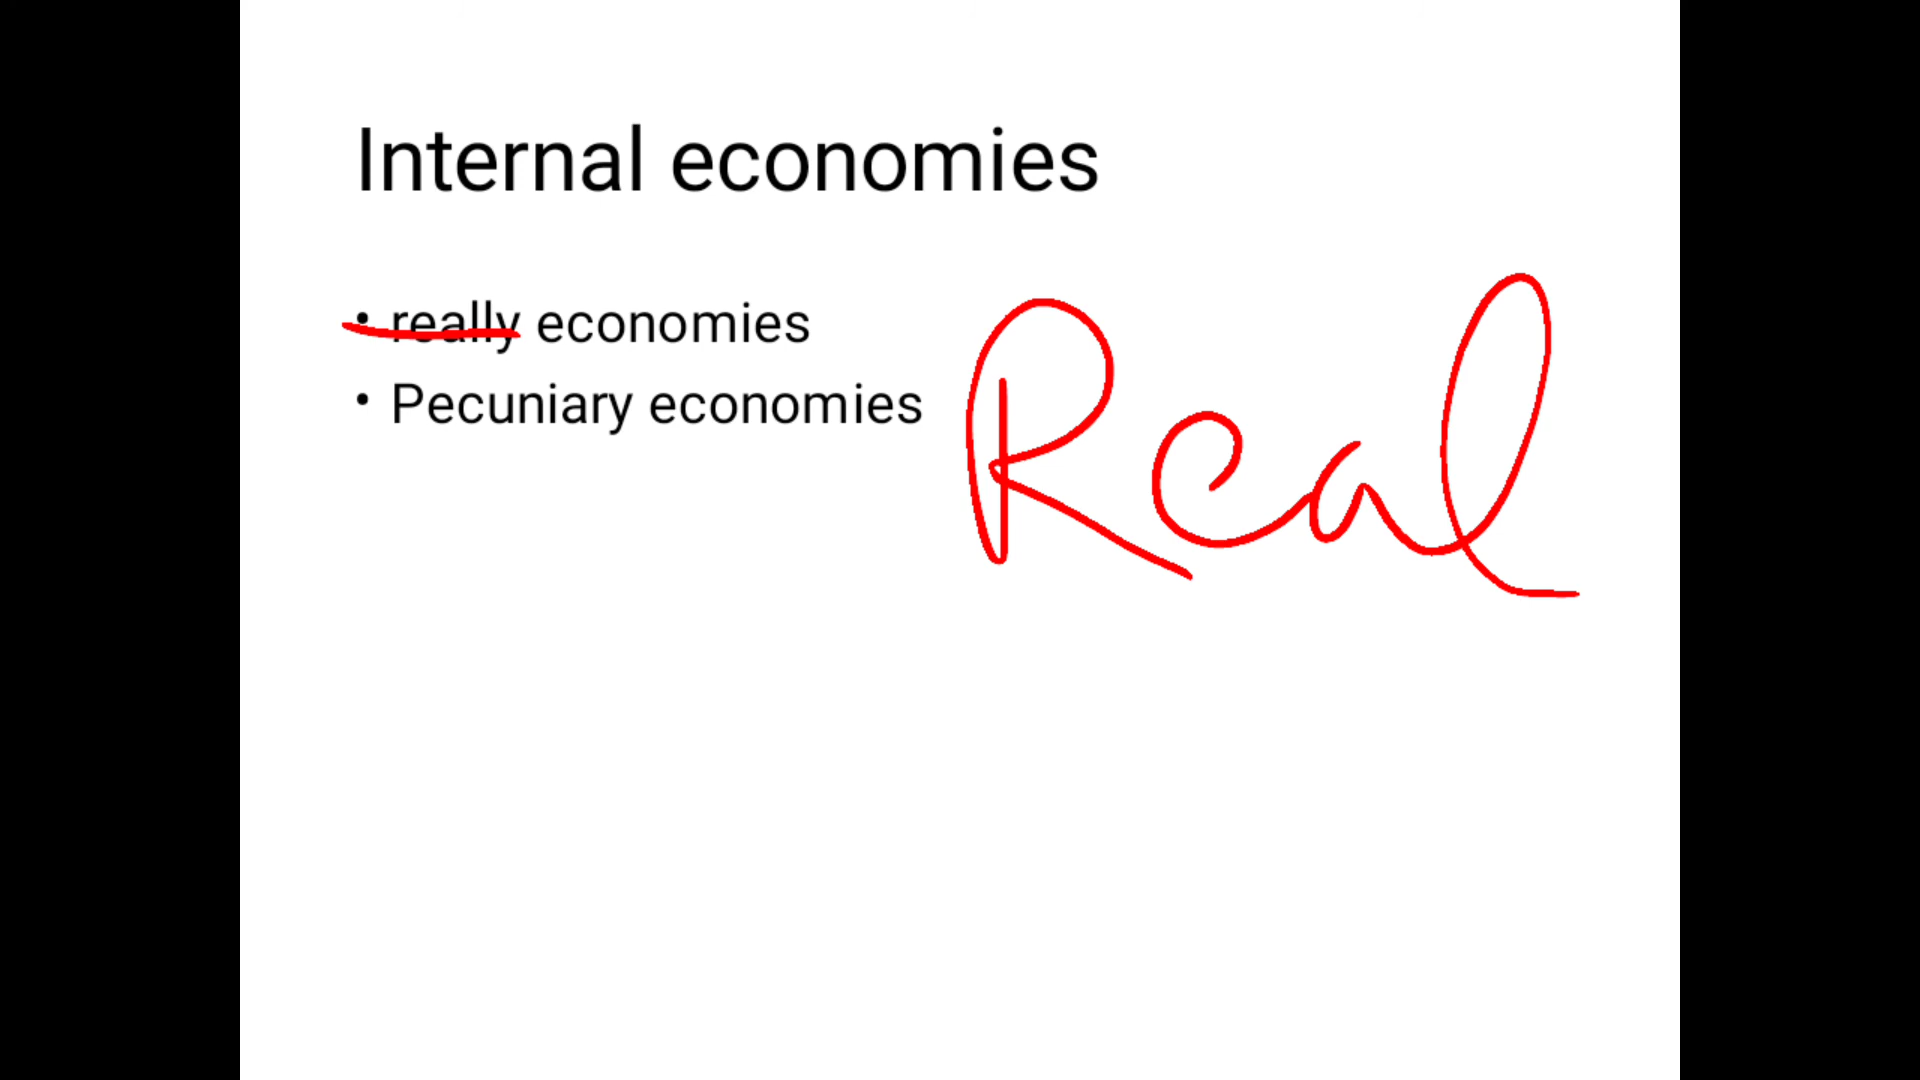 Internal economies
• really economies
• Pecuniary economies
Real